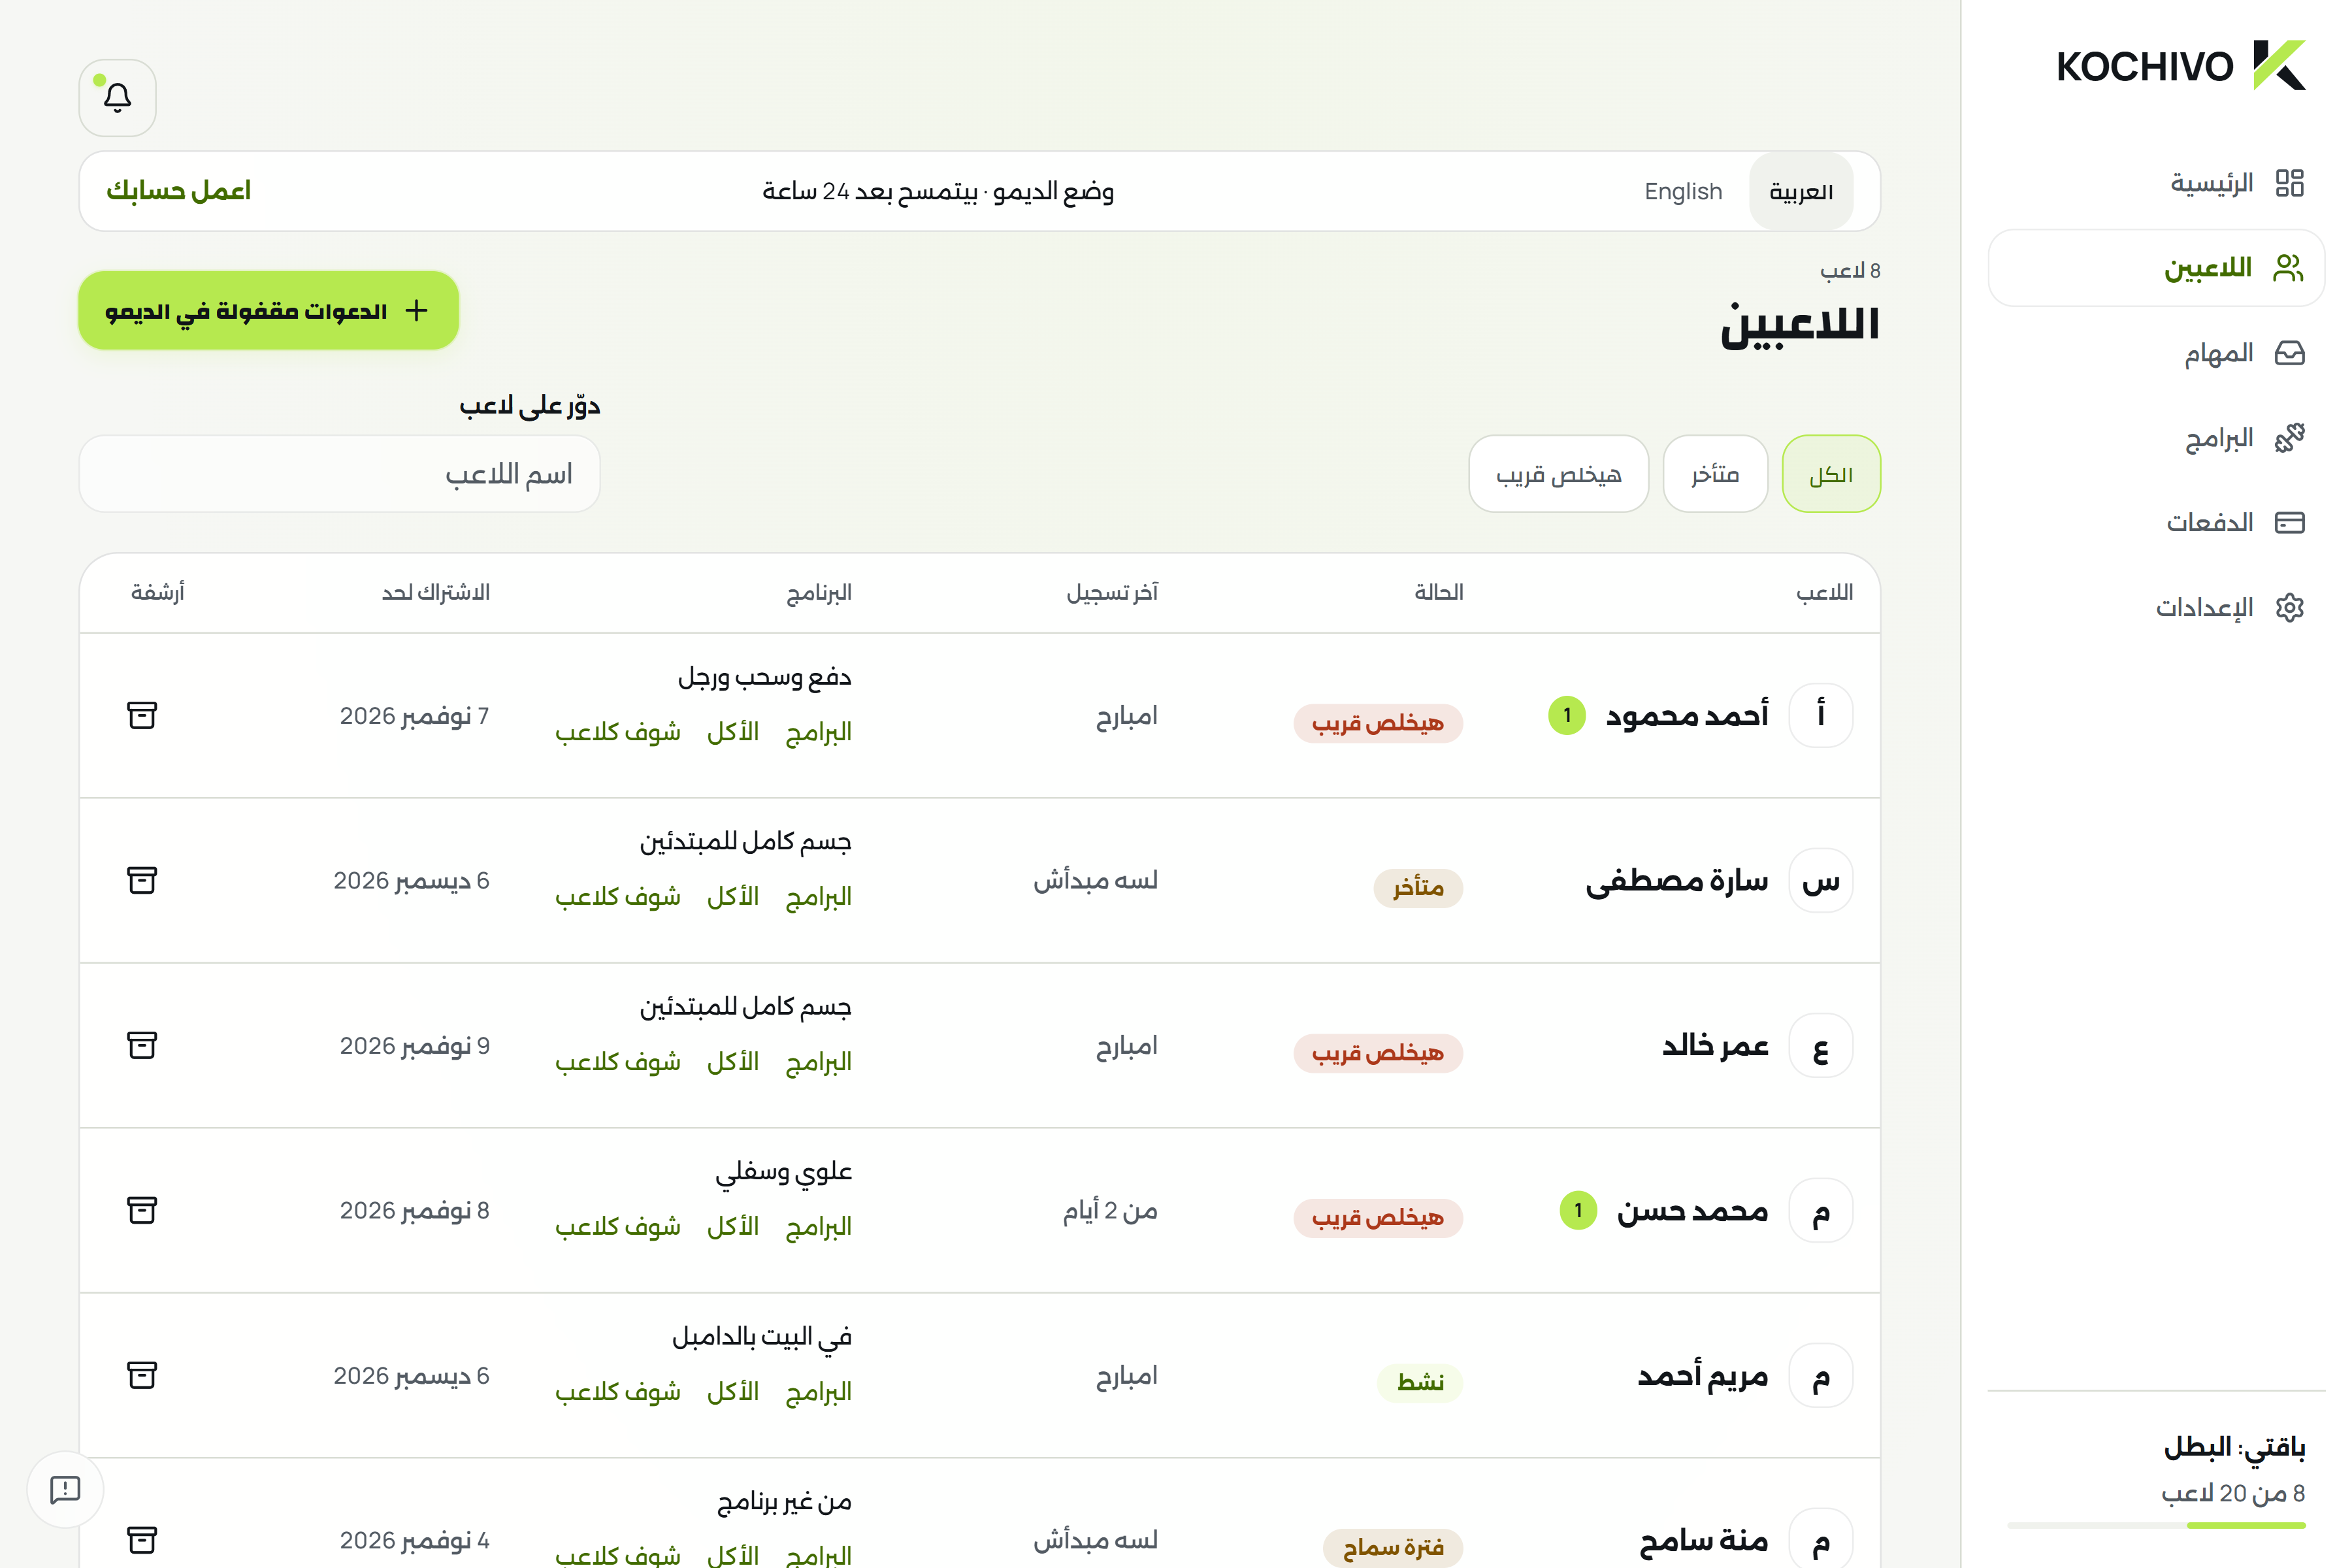 KOCHIVO
الرئيسية
اللاعبين
المهام
البرامج
الدفعات
الإعدادات
باقتي: البطل
8 من 20 لاعب
العربية
English
وضع الديمو · بيتمسح بعد 24 ساعة
اعمل حسابك
8 لاعب
اللاعبين
الدعوات مقفولة في الديمو
دوّر على لاعب
الكل
متأخر
هيخلص قريب
اسم اللاعب
اللاعب الحالة آخر تسجيل البرنامج الاشتراك لحد أرشفة
دفع وسحب ورجل
أ أحمد محمود 1 هيخلص قريب امبارح 7 نوفمبر 2026
البرامج الأكل شوف كلاعب
جسم كامل للمبتدئين
س سارة مصطفى متأخر لسه مبدأش 6 ديسمبر 2026
البرامج الأكل شوف كلاعب
جسم كامل للمبتدئين
ع عمر خالد هيخلص قريب امبارح 9 نوفمبر 2026
البرامج الأكل شوف كلاعب
علوي وسفلي
م محمد حسن 1 هيخلص قريب من 2 أيام 8 نوفمبر 2026
البرامج الأكل شوف كلاعب
في البيت بالدامبل
م مريم أحمد نشط امبارح 6 ديسمبر 2026
البرامج الأكل شوف كلاعب
من غير برنامج
م منة سامح فترة سماح لسه مبدأش 4 نوفمبر 2026
البرامج الأكل شوف كلاعب